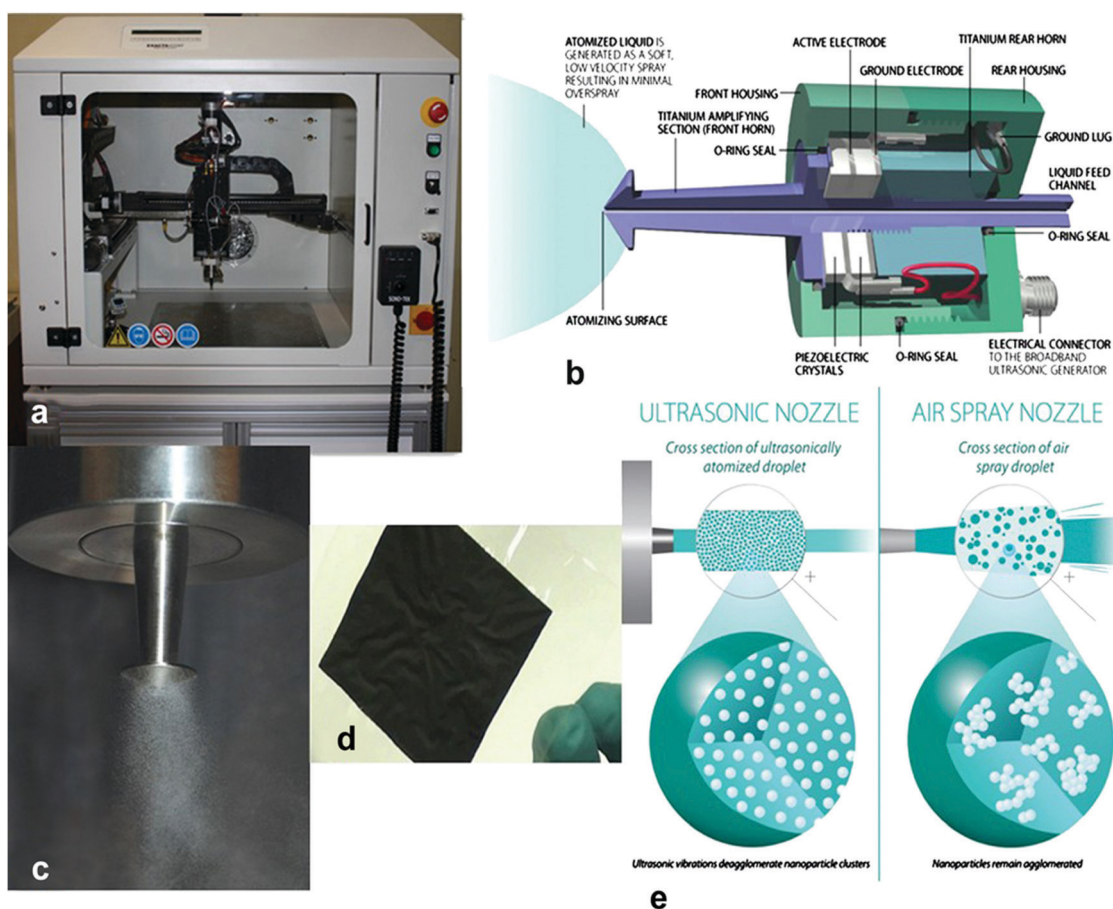 EXACTACOAT
SONO-TEK
a
ATOMIZED LIQUID IS
GENERATED AS A SOFT,
LOW VELOCITY SPRAY
RESULTING IN MINIMAL
OVERSPRAY
ACTIVE ELECTRODE
GROUND ELECTRODE
TITANIUM REAR HORN
REAR HOUSING
FRONT HOUSING
TITANIUM AMPLIFYING
SECTION (FRONT HORN)
O-RING SEAL
GROUND LUG
LIQUID FEED
CHANNEL
O-RING SEAL
ATOMIZING SURFACE
PIEZOELECTRIC
CRYSTALS
O-RING SEAL
ELECTRICAL CONNECTOR
TO THE BROADBAND
ULTRASONIC GENERATOR
b
c
d
ULTRASONIC NOZZLE
Cross section of ultrasonically
atomized droplet
Ultrasonic vibrations deagglomerate nanoparticle clusters
AIR SPRAY NOZZLE
Cross section of air
spray droplet
Nanoparticles remain agglomerated
e